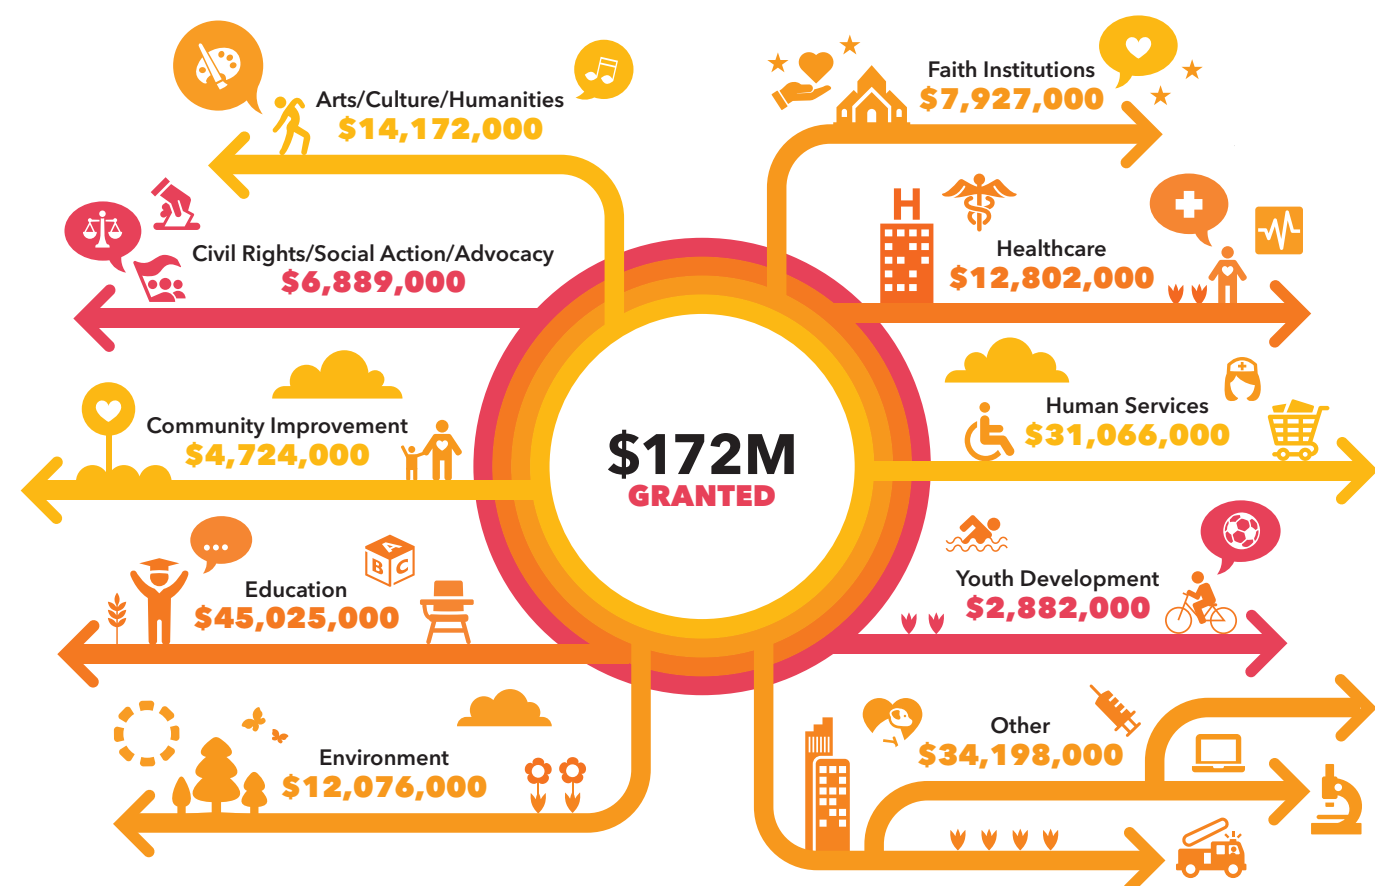 Arts/Culture/Humanities
$14,172,000
Civil Rights/Social Action/Advocacy
$6,889,000
Community Improvement
$4,724,000
Education
$45,025,000
A
B C
Environment
$12,076,000
$172M
GRANTED
Faith Institutions
$7,927,000
H
Healthcare
$12,802,000
Human Services
$31,066,000
Youth Development
$2,882,000
Other
$34,198,000